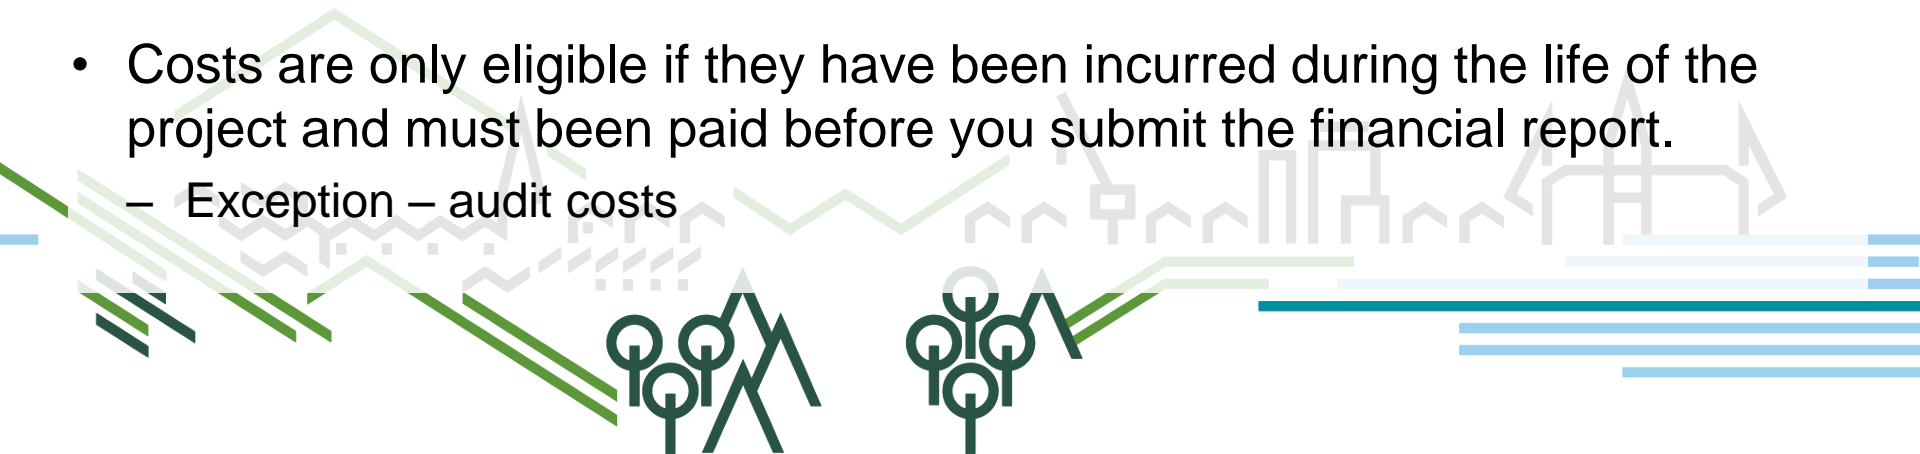 • Costs are only eligible if they have been incurred during the life of the
project and must been paid before you submit the financial report.
– Exception – audit costs